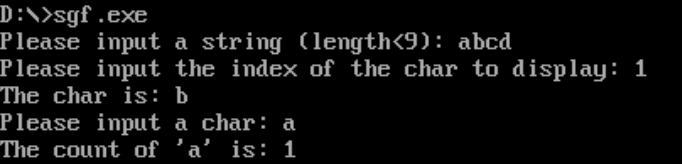 D:\>sgf.exe
Please input a string (length<9): abcd
Please input the index of the char to display: 1
The char is: b
Please input a char: a
The count of 'a' is: 1